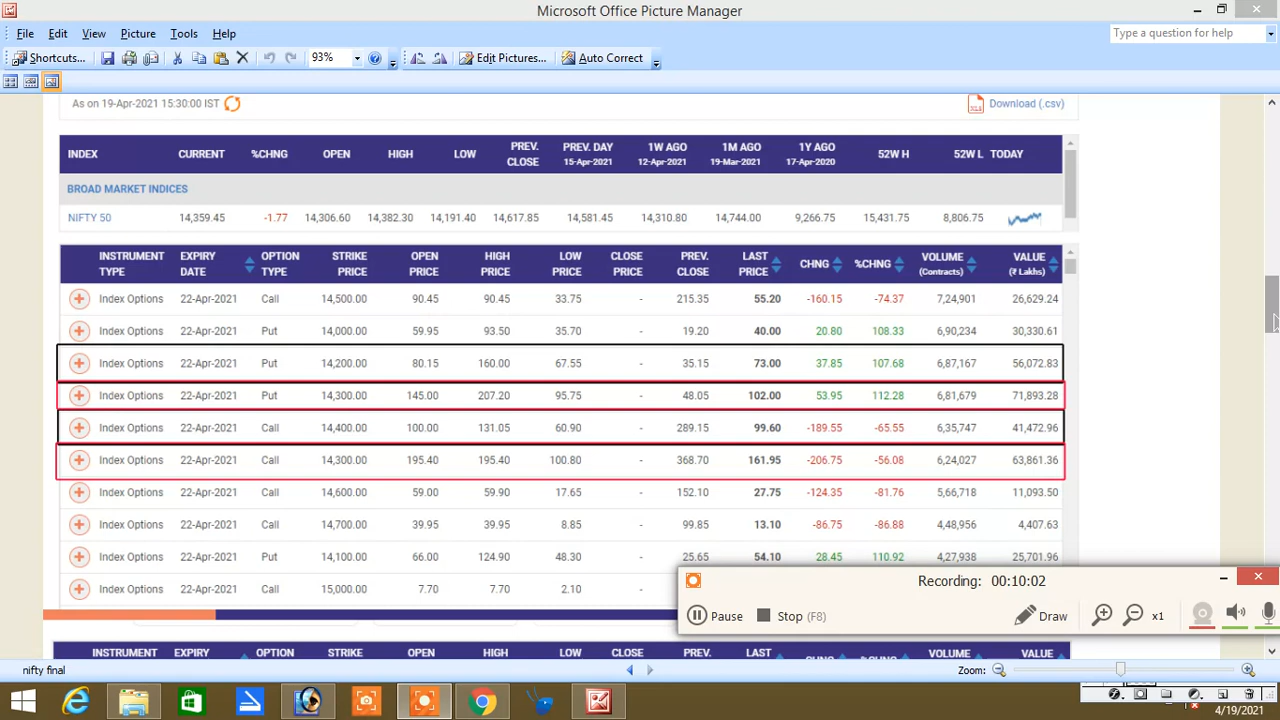 Microsoft Office Picture Manager
File Edit View Picture Tools Help
Type a question for help
Shortcuts... 93% Edit Pictures... Auto Correct
As on 19-Apr-2021 15:30:00 IST Download (.csv)
INDEX CURRENT %CHNG OPEN HIGH LOW PREV. CLOSE PREV. DAY 15-Apr-2021 1W AGO 12-Apr-2021 1M AGO 19-Mar-2021 1Y AGO 17-Apr-2020 52W H 52W L TODAY
BROAD MARKET INDICES
NIFTY 50 14,359.45 -1.77 14,306.60 14,382.30 14,191.40 14,617.85 14,581.45 14,310.80 14,744.00 9,266.75 15,431.75 8,806.75
INSTRUMENT TYPE EXPIRY DATE OPTION TYPE STRIKE PRICE OPEN PRICE HIGH PRICE LOW PRICE CLOSE PRICE PREV. CLOSE LAST PRICE CHNG %CHNG VOLUME (Contracts) VALUE (₹ Lakhs)
Index Options 22-Apr-2021 Call 14,500.00 90.45 90.45 33.75 - 215.35 55.20 -160.15 -74.37 7,24,901 26,629.24
Index Options 22-Apr-2021 Put 14,000.00 59.95 93.50 35.70 - 19.20 40.00 20.80 108.33 6,90,234 30,330.61
Index Options 22-Apr-2021 Put 14,200.00 80.15 160.00 67.55 - 35.15 73.00 37.85 107.68 6,87,167 56,072.83
Index Options 22-Apr-2021 Put 14,300.00 145.00 207.20 95.75 - 48.05 102.00 53.95 112.28 6,81,679 71,893.28
Index Options 22-Apr-2021 Call 14,400.00 100.00 131.05 60.90 - 289.15 99.60 -189.55 -65.55 6,35,747 41,472.96
Index Options 22-Apr-2021 Call 14,300.00 195.40 195.40 100.80 - 368.70 161.95 -206.75 -56.08 6,24,027 63,861.36
Index Options 22-Apr-2021 Call 14,600.00 59.00 59.90 17.65 - 152.10 27.75 -124.35 -81.76 5,66,718 11,093.50
Index Options 22-Apr-2021 Call 14,700.00 39.95 39.95 8.85 - 99.85 13.10 -86.75 -86.88 4,48,956 4,407.63
Index Options 22-Apr-2021 Put 14,100.00 66.00 124.90 48.30 - 25.65 54.10 28.45 110.92 4,27,938 25,701.96
Index Options 22-Apr-2021 Call 15,000.00 7.70 7.70 2.10 -
Recording: 00:10:02
Pause Stop (F8) Draw x1
INSTRUMENT EXPIRY OPTION STRIKE OPEN HIGH LOW CLOSE PREV. LAST CHNG %CHNG VOLUME VALUE
nifty final Zoom:
4/19/2021